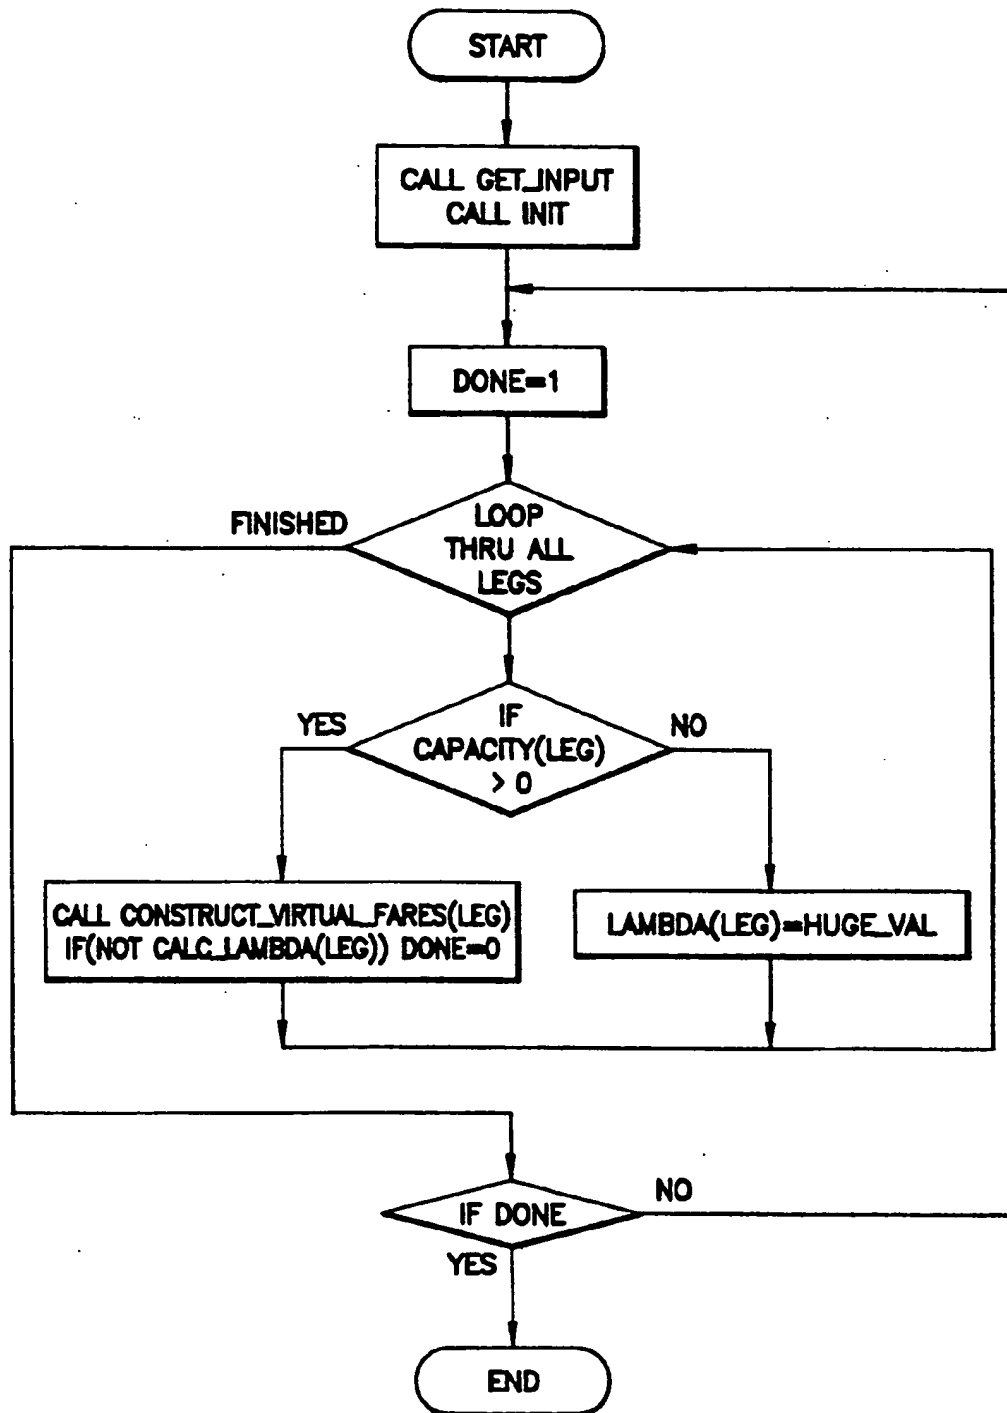 START
CALL GET_INPUT
CALL INIT
DONE=1
FINISHED
LOOP
THRU ALL
LEGS
YES
IF
CAPACITY(LEG)
> 0
NO
CALL CONSTRUCT_VIRTUAL_FARES(LEG)
IF(NOT CALC_LAMBDA(LEG)) DONE=0
LAMBDA(LEG)=HUGE_VAL
IF DONE
NO
YES
END